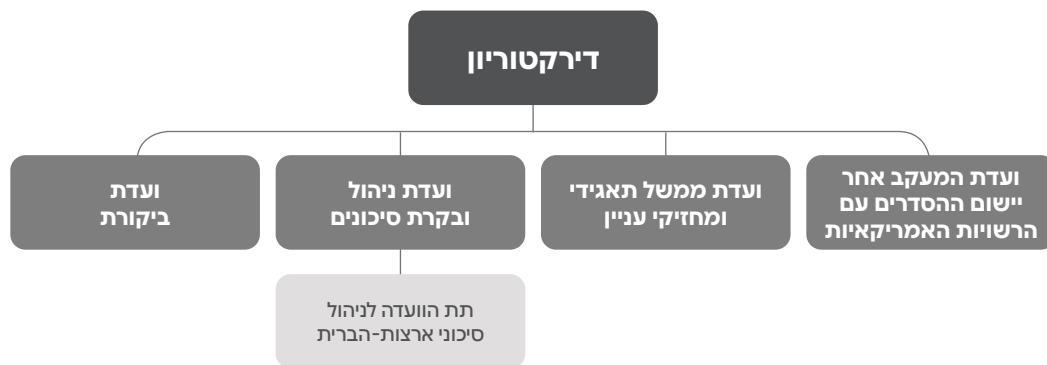 דירקטוריון
ועדת המעקב אחר
יישום ההסדרים עם
הרשויות האמריקאיות
ועדת ממשל תאגידי
ומחזיקי עניין
ועדת ניהול
ובקרת סיכונים
ועדת
ביקורת
תת הוועדה לניהול
סיכוני ארצות-הברית